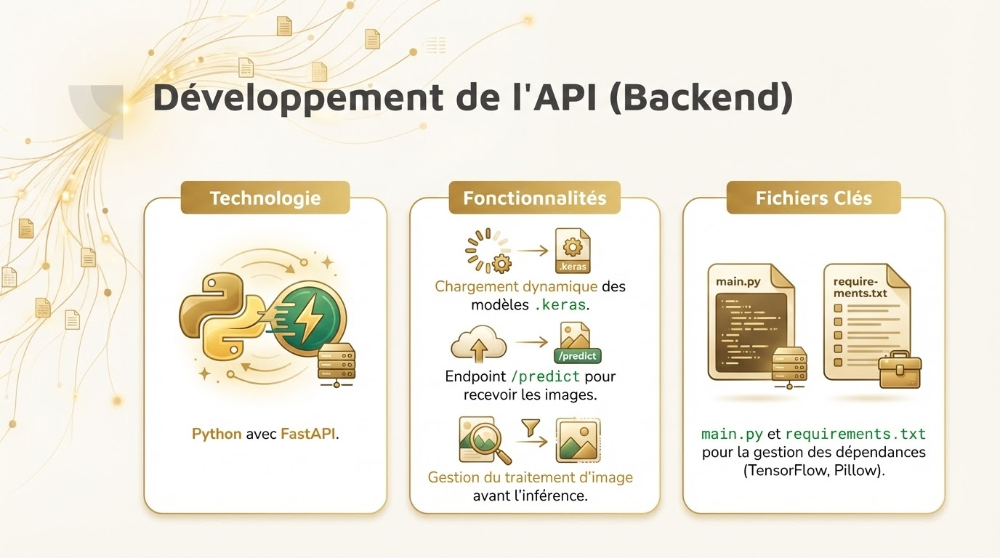 Développement de l'API (Backend)
Technologie
Python avec FastAPI.
Fonctionnalités
.keras
Chargement dynamique des
modèles .keras.
/predict
Endpoint /predict pour
recevoir les images.
Gestion du traitement d'image
avant l'inférence.
Fichiers Clés
main.py
require-
ments.txt
main.py et requirements.txt
pour la gestion des dépendances
(TensorFlow, Pillow).